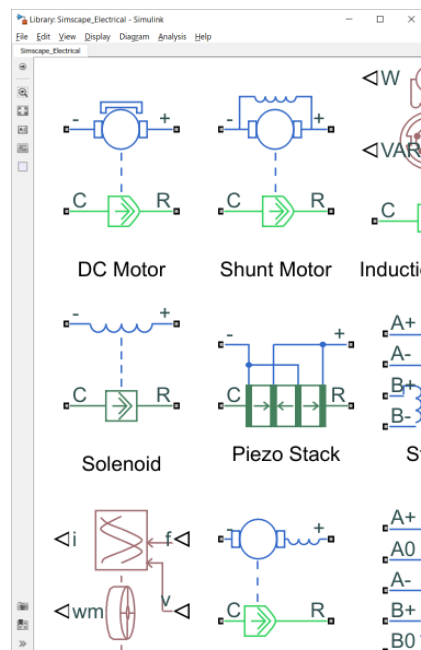 Library: Simscape_Electrical - Simulink
File Edit View Display Diagram Analysis Help
Simscape_Electrical
W
- + - +
VAR
C R C R C
DC Motor Shunt Motor Inducti
- + - + A+
A-
C R C R B+
B-
Solenoid Piezo Stack S
i f - + A+
A0
A-
wm v C R B+
B0